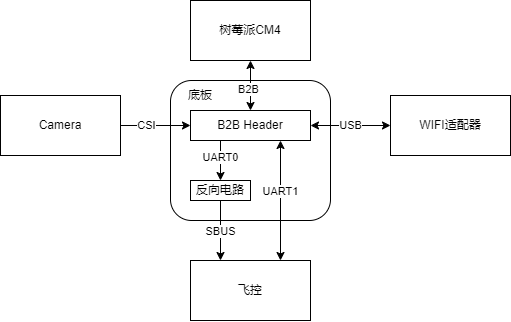 树莓派CM4
B2B
底板
Camera
CSI
B2B Header
USB
WIFI适配器
UART0
反向电路
UART1
SBUS
飞控